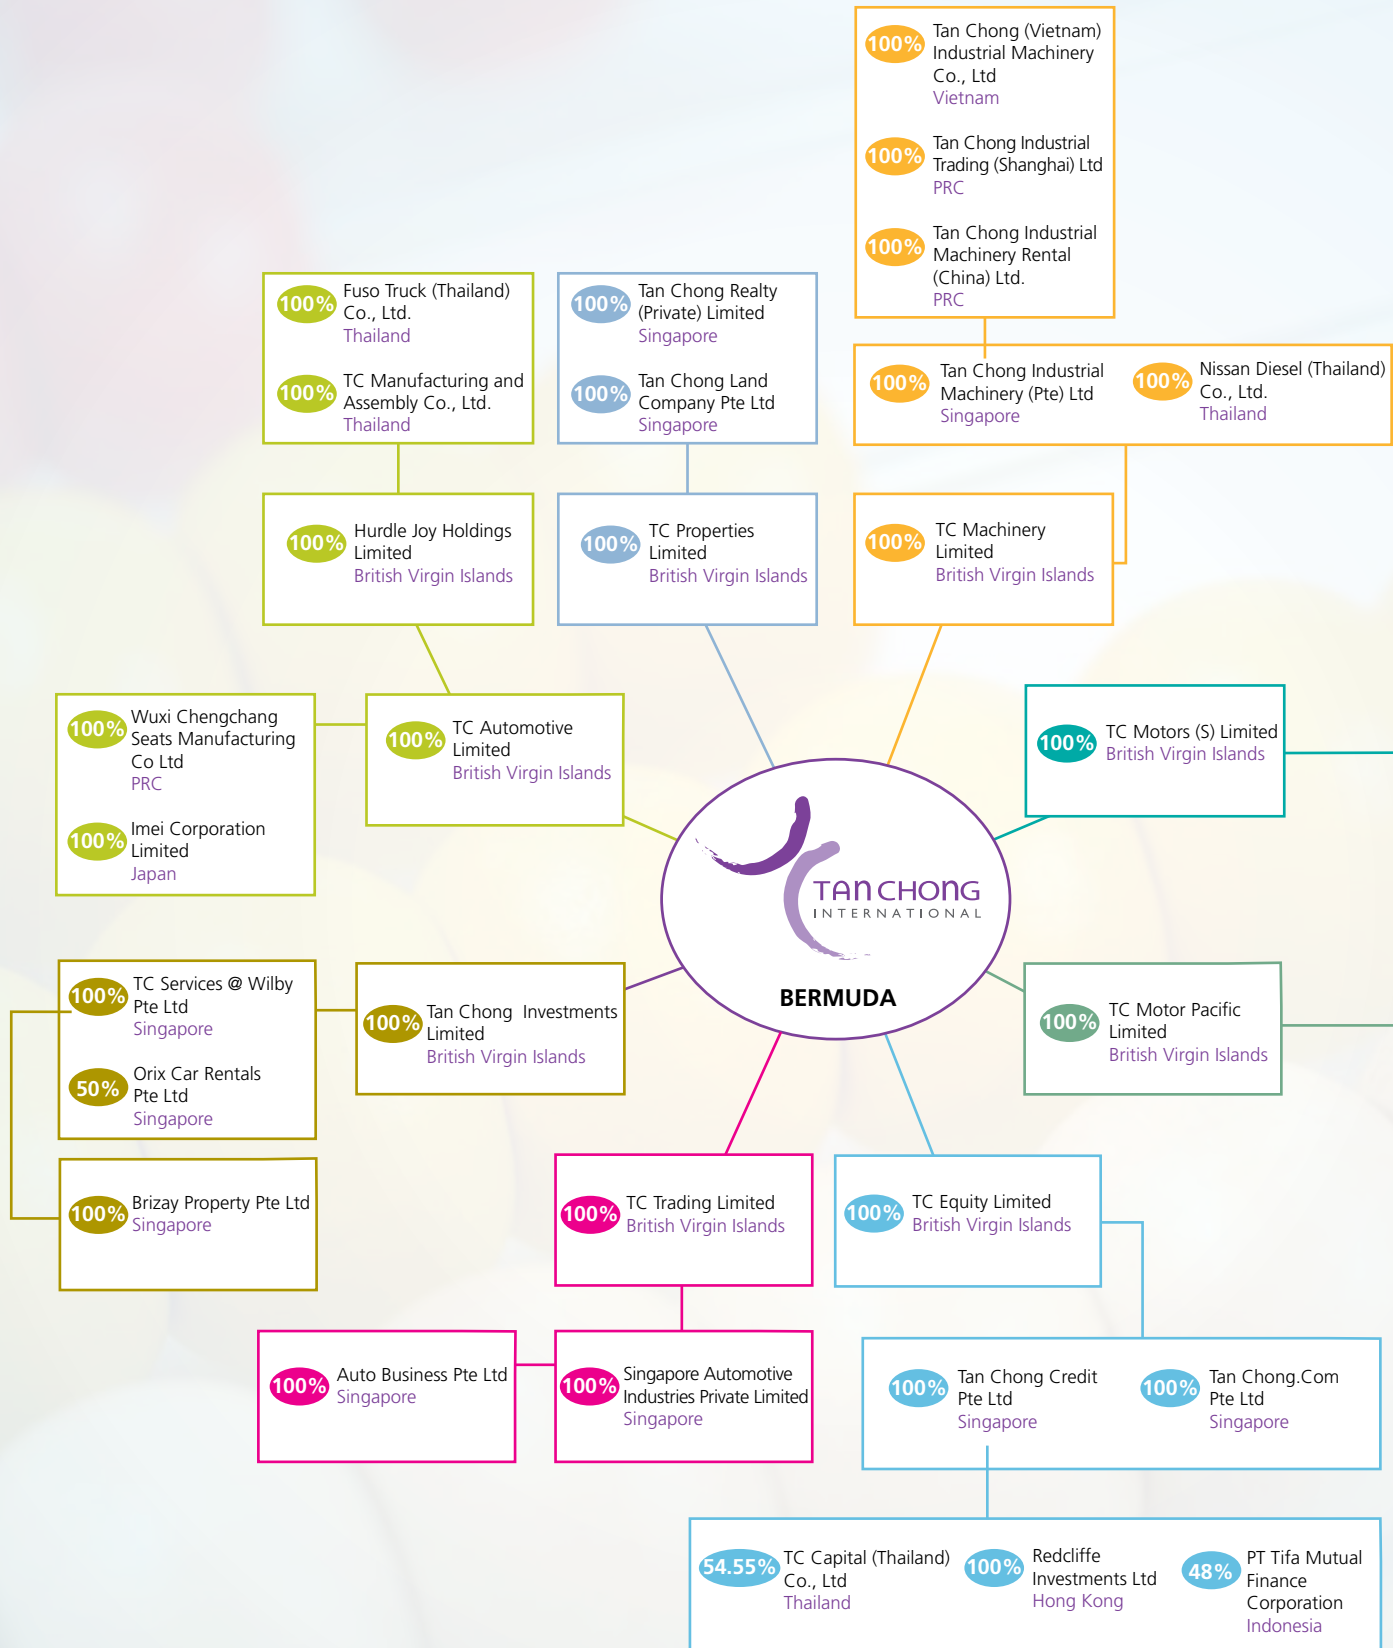 100%
Tan Chong (Vietnam)
Industrial Machinery
Co., Ltd
Vietnam
100%
Tan Chong Industrial
Trading (Shanghai) Ltd
PRC
100%
Tan Chong Industrial
Machinery Rental
(China) Ltd.
PRC
100%
Fuso Truck (Thailand)
Co., Ltd.
Thailand
100%
TC Manufacturing and
Assembly Co., Ltd.
Thailand
100%
Tan Chong Realty
(Private) Limited
Singapore
100%
Tan Chong Land
Company Pte Ltd
Singapore
100%
Tan Chong Industrial
Machinery (Pte) Ltd
Singapore
100%
Nissan Diesel (Thailand)
Co., Ltd.
Thailand
100%
Hurdle Joy Holdings
Limited
British Virgin Islands
100%
TC Properties
Limited
British Virgin Islands
100%
TC Machinery
Limited
British Virgin Islands
100%
Wuxi Chengchang
Seats Manufacturing
Co Ltd
PRC
100%
Imei Corporation
Limited
Japan
100%
TC Automotive
Limited
British Virgin Islands
100%
TC Motors (S) Limited
British Virgin Islands
TAN CHONG
INTERNATIONAL
BERMUDA
100%
TC Services @ Wilby
Pte Ltd
Singapore
50%
Orix Car Rentals
Pte Ltd
Singapore
100%
Tan Chong Investments
Limited
British Virgin Islands
100%
TC Motor Pacific
Limited
British Virgin Islands
100%
Brizay Property Pte Ltd
Singapore
100%
TC Trading Limited
British Virgin Islands
100%
TC Equity Limited
British Virgin Islands
100%
Auto Business Pte Ltd
Singapore
100%
Singapore Automotive
Industries Private Limited
Singapore
100%
Tan Chong Credit
Pte Ltd
Singapore
100%
Tan Chong.Com
Pte Ltd
Singapore
54.55%
TC Capital (Thailand)
Co., Ltd
Thailand
100%
Redcliffe
Investments Ltd
Hong Kong
48%
PT Tifa Mutual
Finance
Corporation
Indonesia